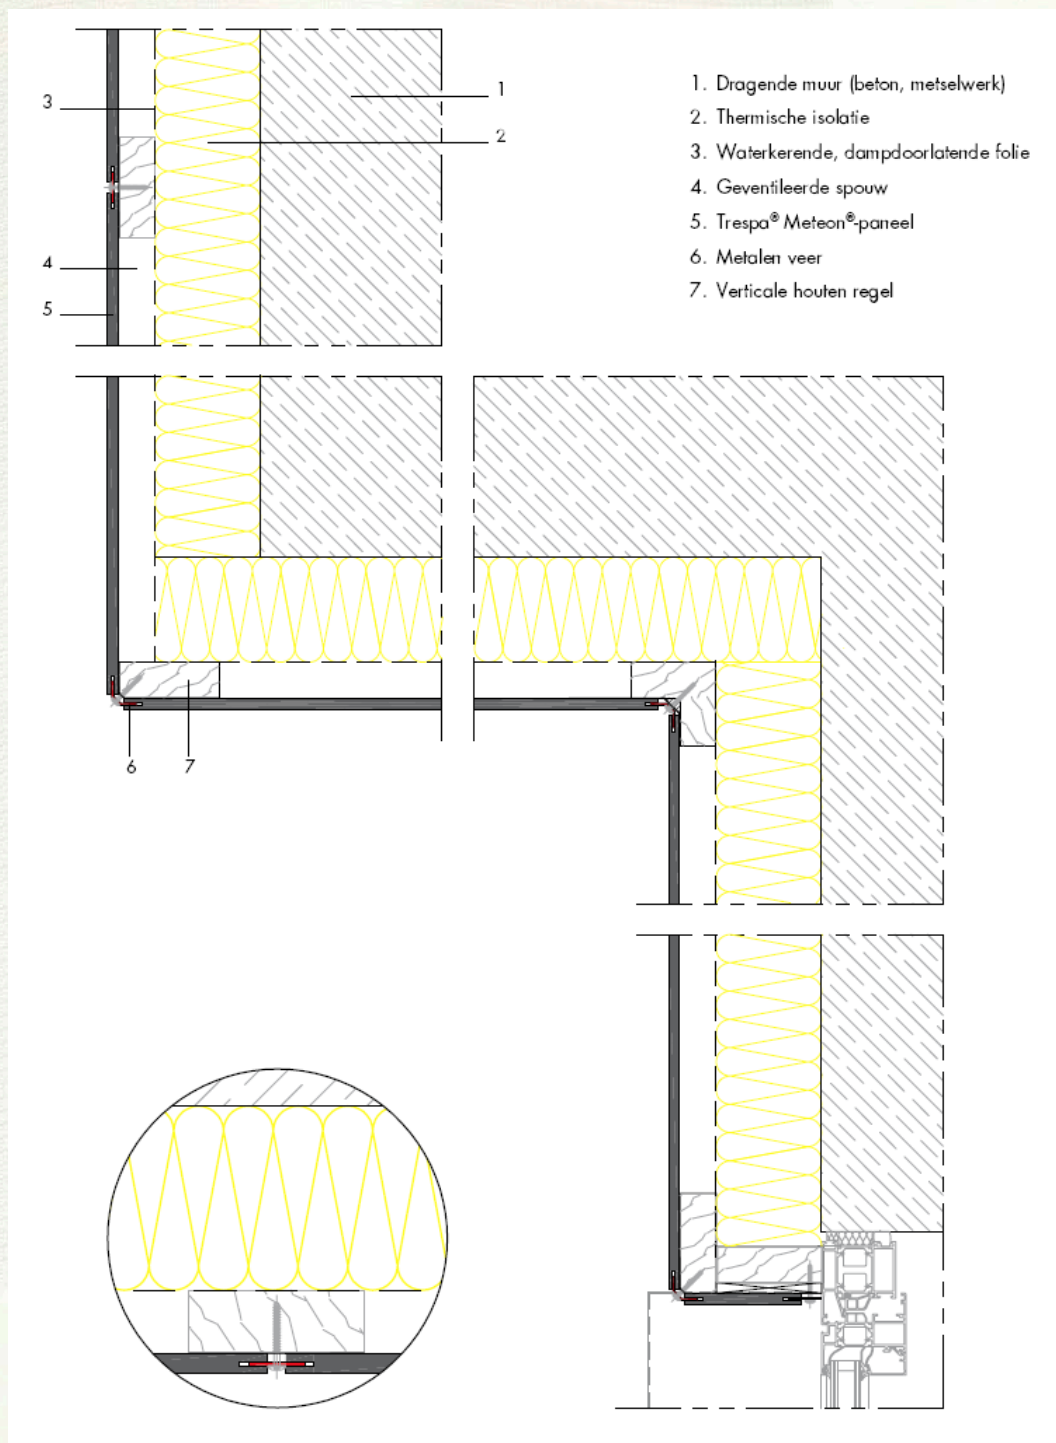 1. Dragende muur (beton, metselwerk)
2. Thermische isolatie
3. Waterkerende, dampdoorlatende folie
4. Geventileerde spouw
5. Trespa® Meteon®-paneel
6. Metalen veer
7. Verticale houten regel
3
1
2
4
5
6 7